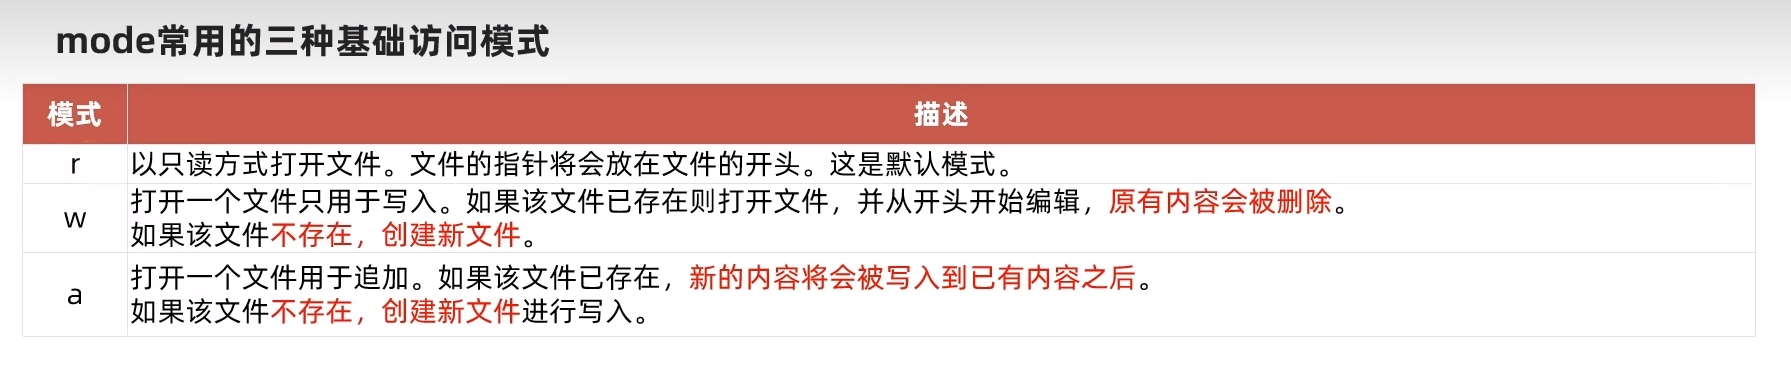 mode常用的三种基础访问模式
模式 描述
r 以只读方式打开文件。文件的指针将会放在文件的开头。这是默认模式。
w 打开一个文件只用于写入。如果该文件已存在则打开文件，并从开头开始编辑，原有内容会被删除。
如果该文件不存在，创建新文件。
a 打开一个文件用于追加。如果该文件已存在，新的内容将会被写入到已有内容之后。
如果该文件不存在，创建新文件进行写入。